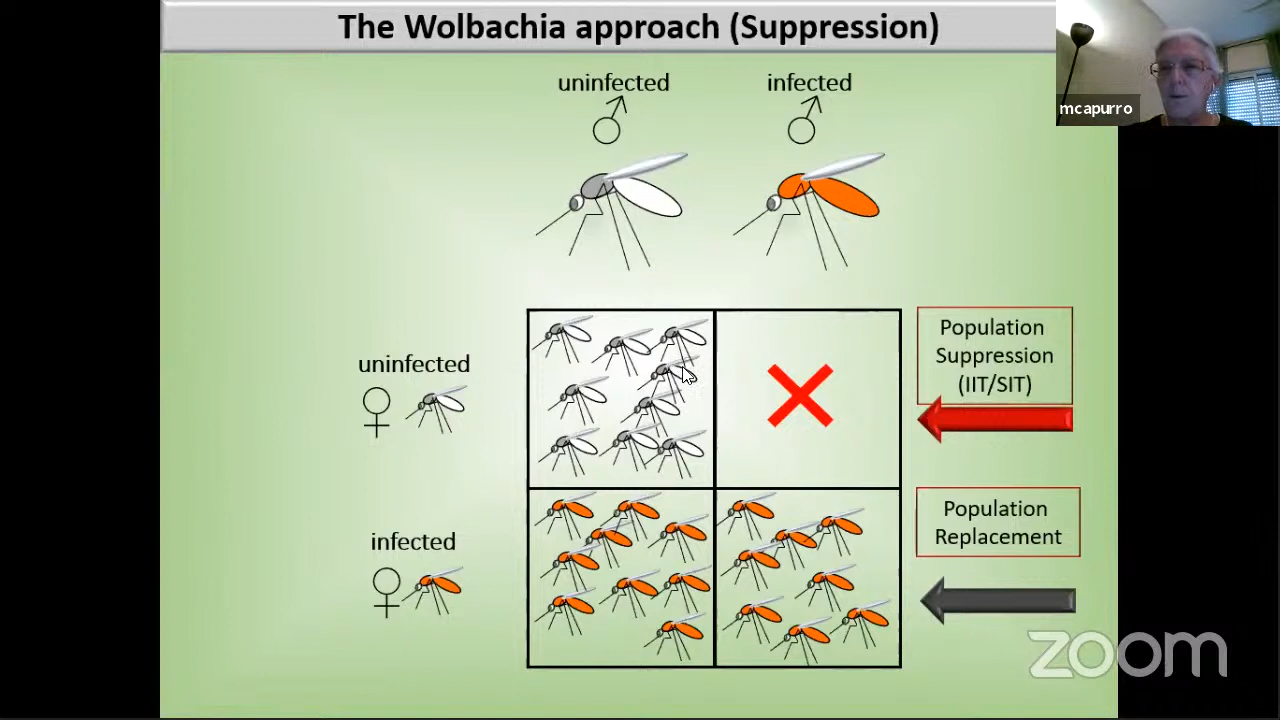 The Wolbachia approach (Suppression)
mcapurro
uninfected
infected
uninfected
Population
Suppression
(IIT/SIT)
infected
Population
Replacement
zoom